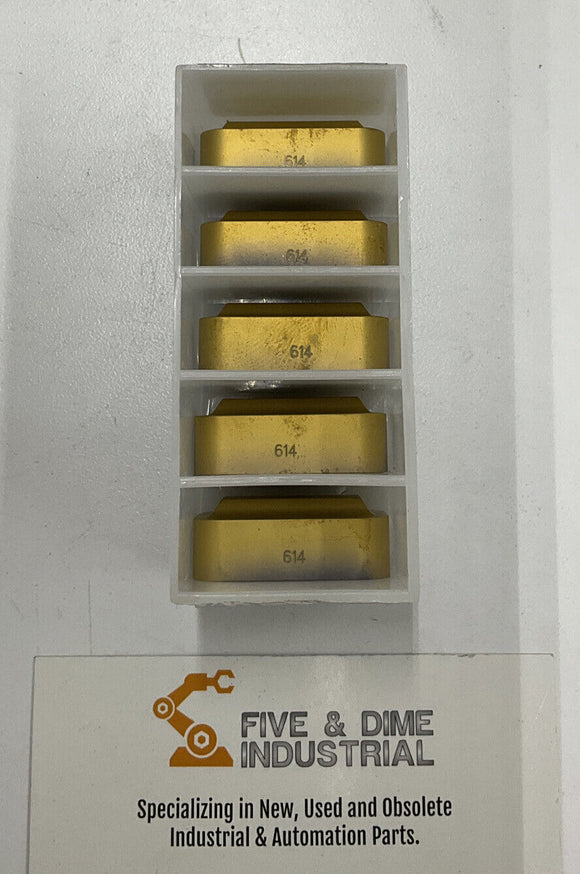 614
614
614
614
614
FIVE & DIME
INDUSTRIAL
Specializing in New, Used and Obsolete
Industrial & Automation Parts.